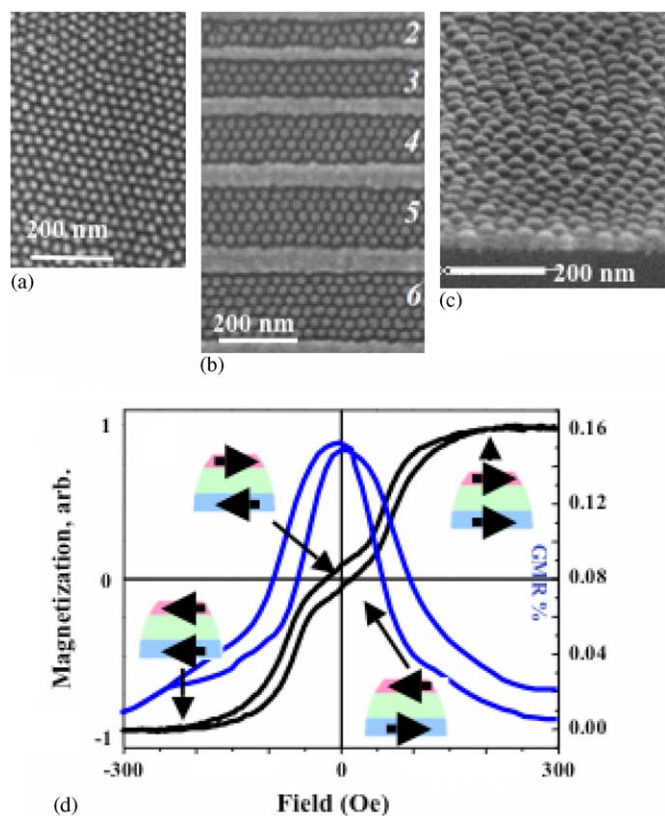 200 nm
(a)
2
3
4
5
6
200 nm
(b)
200 nm
(c)
Magnetization, arb.
1
0
-1
-300
0
300
Field (Oe)
0.16
0.12
0.08
0.04
0.00
GMR %
(d)